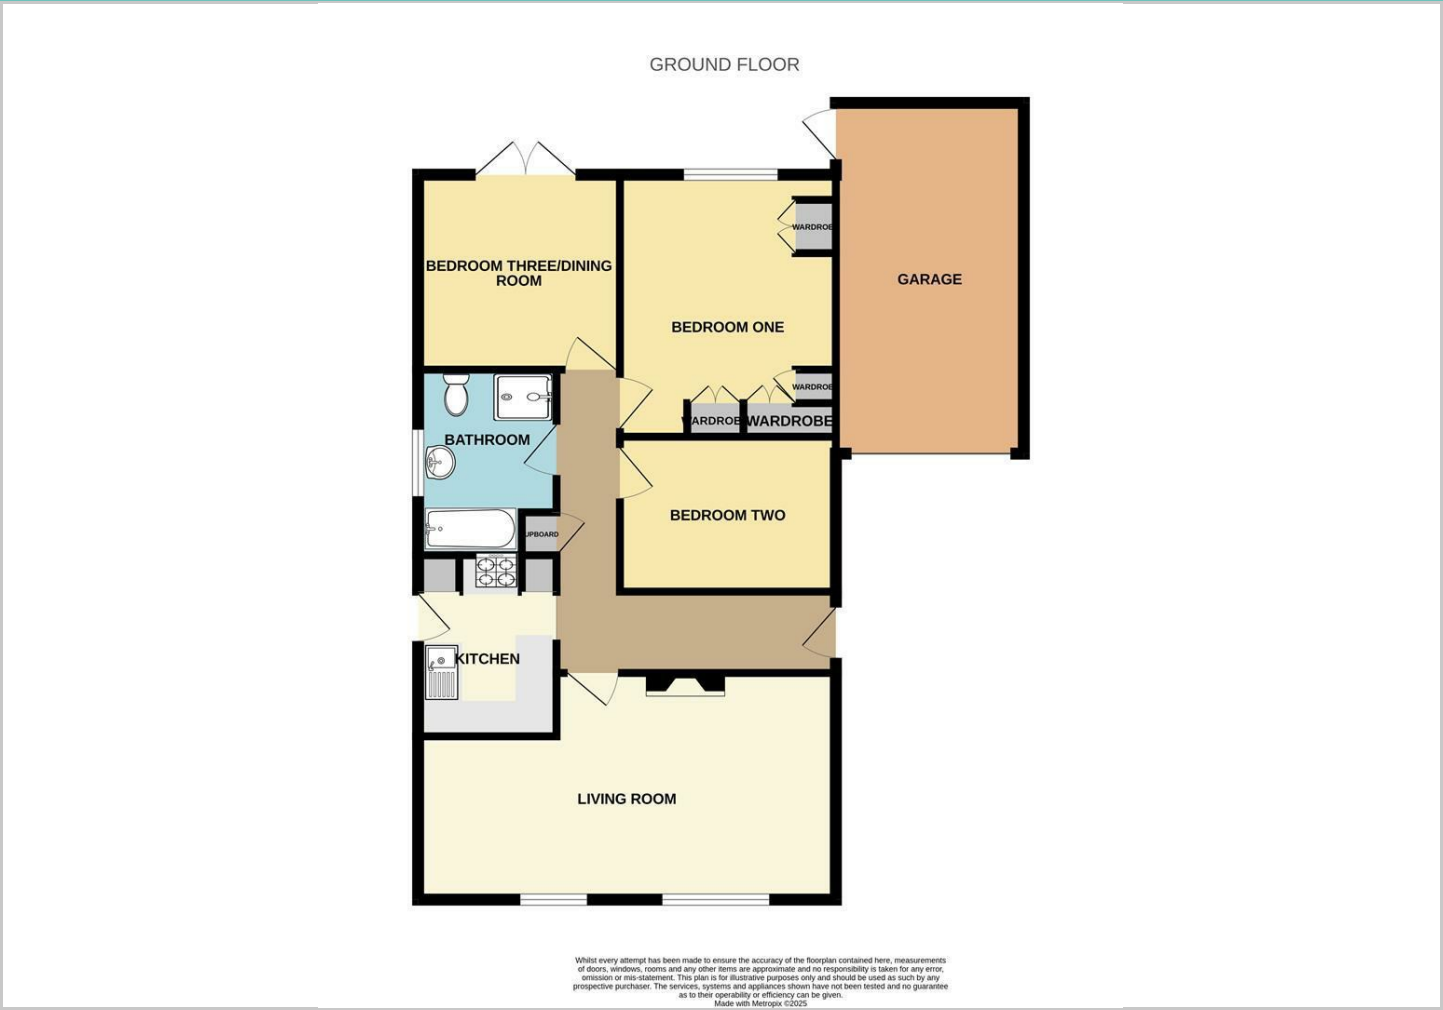 GROUND FLOOR
WARDROBE
BEDROOM THREE/DINING
ROOM
GARAGE
BEDROOM ONE
WARDROBE
WARDROBE
WARDROBE
BATHROOM
BEDROOM TWO
UPBOARD
KITCHEN
LIVING ROOM
Whilst every attempt has been made to ensure the accuracy of the floorplan contained here, measurements
of doors, windows, rooms and any other items are approximate and no responsibility is taken for any error,
omission or mis-statement. This plan is for illustrative purposes only and should be used as such by any
prospective purchaser. The services, systems and appliances shown have not been tested and no guarantee
as to their operability or efficiency can be given.
Made with Metropix ©2025